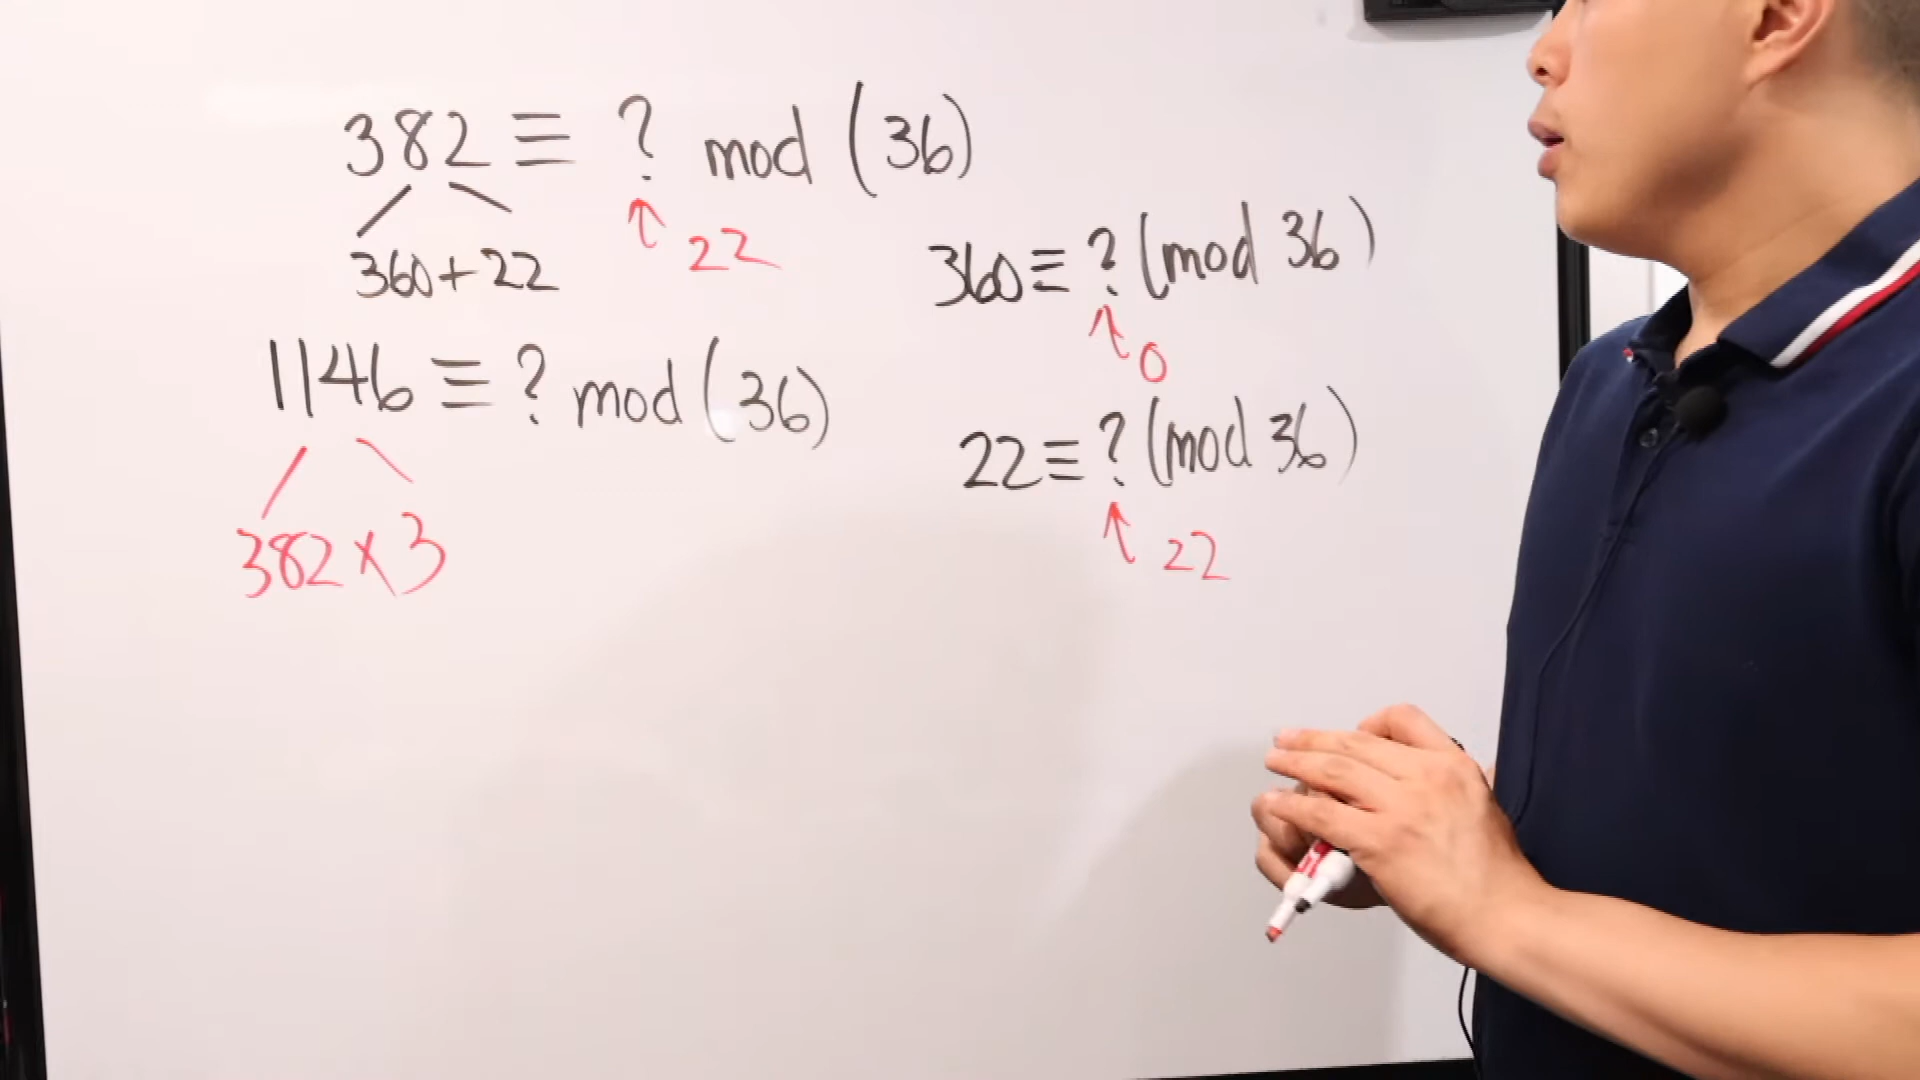 382 ≡ ? mod (36)
22
360+22
1146 ≡ ? mod (36)
382 × 3
360 ≡ ? (mod 36)
0
22 ≡ ? (mod 36)
22